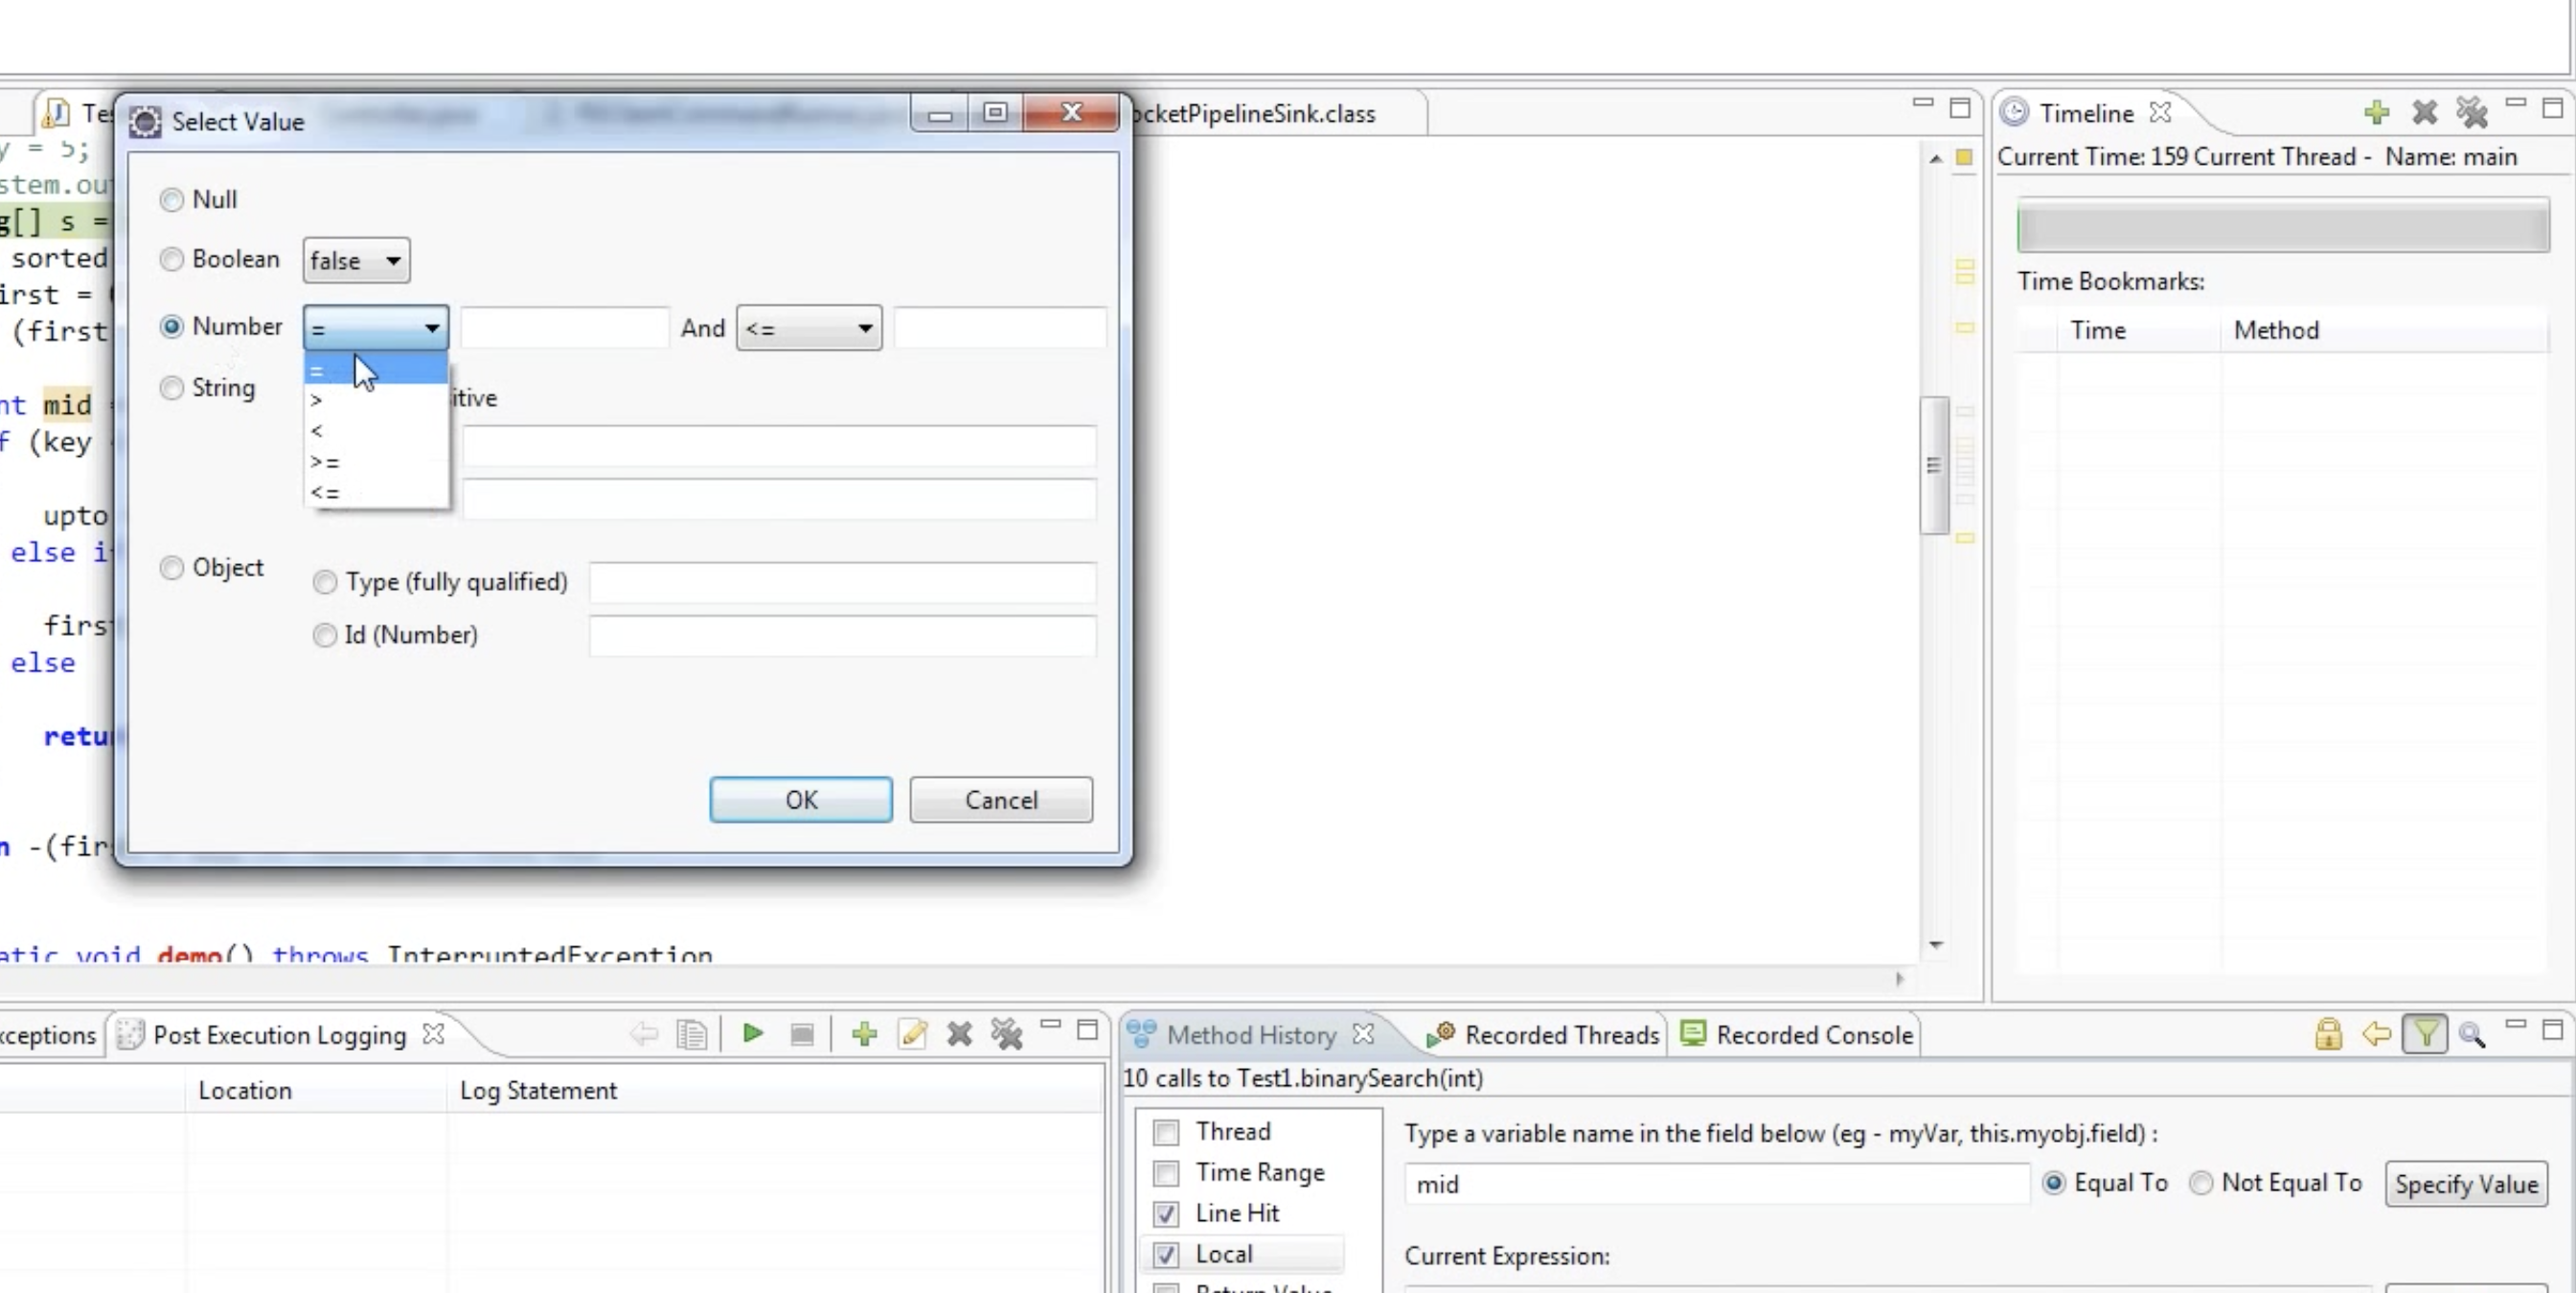 Tes
ocketPipelineSink.class
Timeline
Select Value
y = 5;
stem.ou
g[] s =
sorted
irst =
(first
nt mid =
f (key
upto
else i
firs
else
retu
n -(fir
atic void demo() throws InterruptedException
Null
Boolean false
Number = And <=
=
>
<
>=
<=
String
itive
Object
Type (fully qualified)
Id (Number)
OK Cancel
Current Time: 159 Current Thread - Name: main
Time Bookmarks:
Time Method
xceptions Post Execution Logging
Location Log Statement
Method History Recorded Threads Recorded Console
10 calls to Test1.binarySearch(int)
Thread
Time Range
Line Hit
Local
Return Value
Type a variable name in the field below (eg - myVar, this.myobj.field) :
mid Equal To Not Equal To Specify Value
Current Expression: